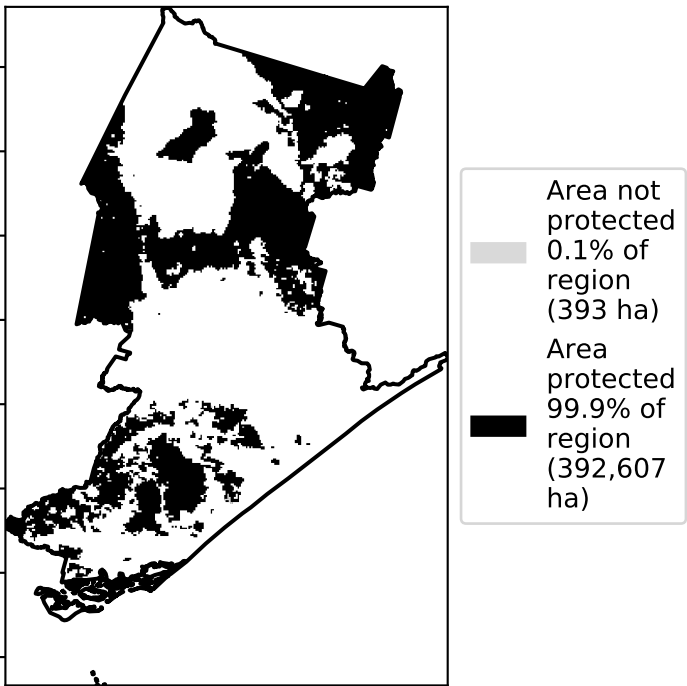 Area not
protected
0.1% of
region
(393 ha)
Area
protected
99.9% of
region
(392,607
ha)